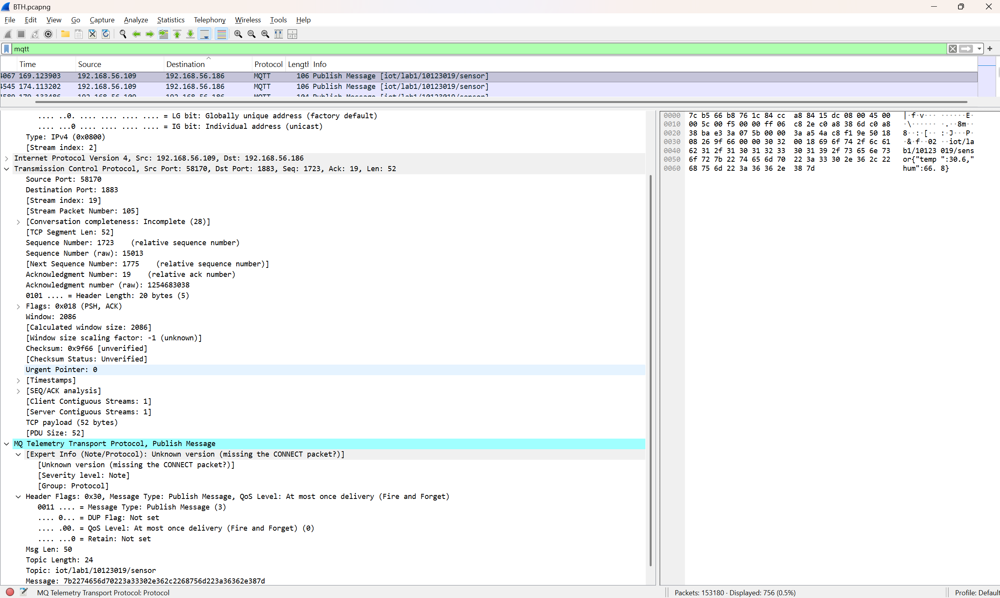 BTH.pcapng
File Edit View Go Capture Analyze Statistics Telephony Wireless Tools Help
mqtt
Time Source Destination Protocol Length Info
169.123903 192.168.56.109 192.168.56.186 MQTT 106 Publish Message [iot/lab1/10123019/sensor]
174.113202 192.168.56.109 192.168.56.186 MQTT 106 Publish Message [iot/lab1/10123019/sensor]
179.133486 192.168.56.109 192.168.56.186 MQTT 104 Publish Message [iot/lab1/10123019/sensor]
.... ..0. .... .... .... .... = LG bit: Globally unique address (factory default)
.... ...0 .... .... .... .... = IG bit: Individual address (unicast)
Type: IPv4 (0x0800)
[Stream index: 2]
Internet Protocol Version 4, Src: 192.168.56.109, Dst: 192.168.56.186
Transmission Control Protocol, Src Port: 58170, Dst Port: 1883, Seq: 1723, Ack: 19, Len: 52
Source Port: 58170
Destination Port: 1883
[Stream index: 19]
[Stream Packet Number: 105]
[Conversation completeness: Incomplete (28)]
[TCP Segment Len: 52]
Sequence Number: 1723    (relative sequence number)
Sequence Number (raw): 15013
[Next Sequence Number: 1775    (relative sequence number)]
Acknowledgment Number: 19    (relative ack number)
Acknowledgment number (raw): 1254683038
0101 .... = Header Length: 20 bytes (5)
Flags: 0x018 (PSH, ACK)
Window: 2086
[Calculated window size: 2086]
[Window size scaling factor: -1 (unknown)]
Checksum: 0x9f66 [unverified]
[Checksum Status: Unverified]
Urgent Pointer: 0
[Timestamps]
[SEQ/ACK analysis]
[Client Contiguous Streams: 1]
[Server Contiguous Streams: 1]
TCP payload (52 bytes)
[PDU Size: 52]
MQ Telemetry Transport Protocol, Publish Message
[Expert Info (Note/Protocol): Unknown version (missing the CONNECT packet?)]
[Unknown version (missing the CONNECT packet?)]
[Severity level: Note]
[Group: Protocol]
Header Flags: 0x30, Message Type: Publish Message, QoS Level: At most once delivery (Fire and Forget)
0011 .... = Message Type: Publish Message (3)
.... 0... = DUP Flag: Not set
.... .00. = QoS Level: At most once delivery (Fire and Forget) (0)
.... ...0 = Retain: Not set
Msg Len: 50
Topic Length: 24
Topic: iot/lab1/10123019/sensor
Message: 7b2274656d70223a33302e362c2268756d223a36362e387d
0000 7c b5 66 b8 76 1c 84 cc a8 84 15 dc 08 00 45 00 |·f·v··· ······E·
0010 00 5c 00 f5 00 00 ff 06 c8 2e c0 a8 38 6d c0 a8 ·\······ ·.··8m··
0020 38 ba e3 3a 07 5b 00 00 3a a5 4a c8 f1 9e 50 18 8··:·[·· :·J···P·
0030 08 26 9f 66 00 00 30 32 00 18 69 6f 74 2f 6c 61 ·&·f··02 ··iot/la
0040 62 31 2f 31 30 31 32 33 30 31 39 2f 73 65 6e 73 b1/10123 019/sens
0050 6f 72 7b 22 74 65 6d 70 22 3a 33 30 2e 36 2c 22 or{"temp ":30.6,"
0060 68 75 6d 22 3a 36 36 2e 38 7d hum":66. 8}
MQ Telemetry Transport Protocol: Protocol
Packets: 153180 · Displayed: 756 (0.5%)
Profile: Default